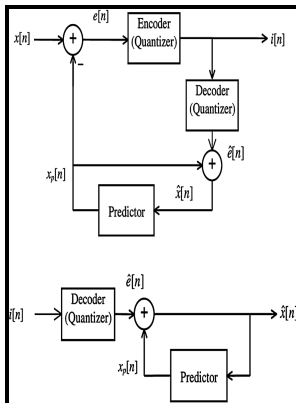 e[n]
x[n]
+
Encoder
(Quantizer)
i[n]
–
Decoder
(Quantizer)
ê[n]
x_p[n]
+
x̂[n]
Predictor
ê[n]
i[n]
Decoder
(Quantizer)
+
x̂[n]
x_p[n]
Predictor